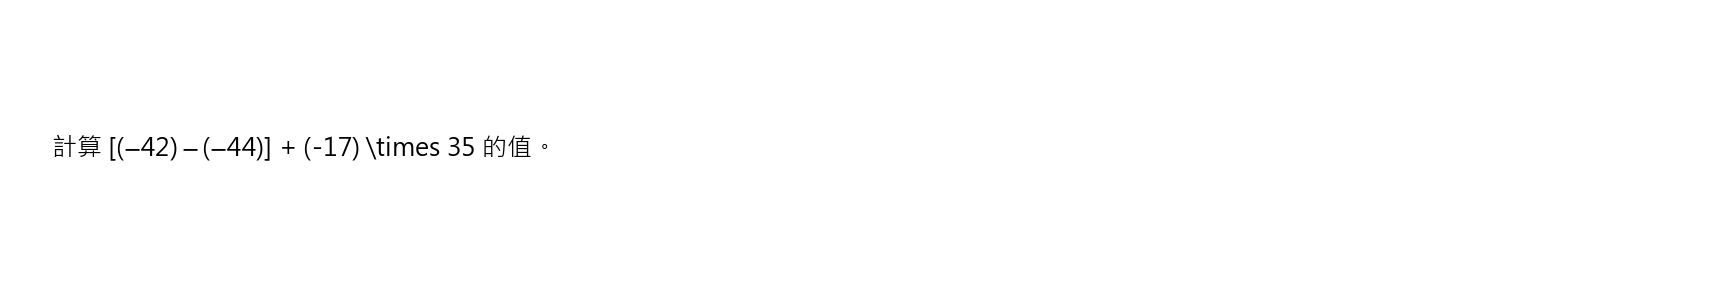 計算 [(–42) – (–44)] + (-17) \times 35 的值。